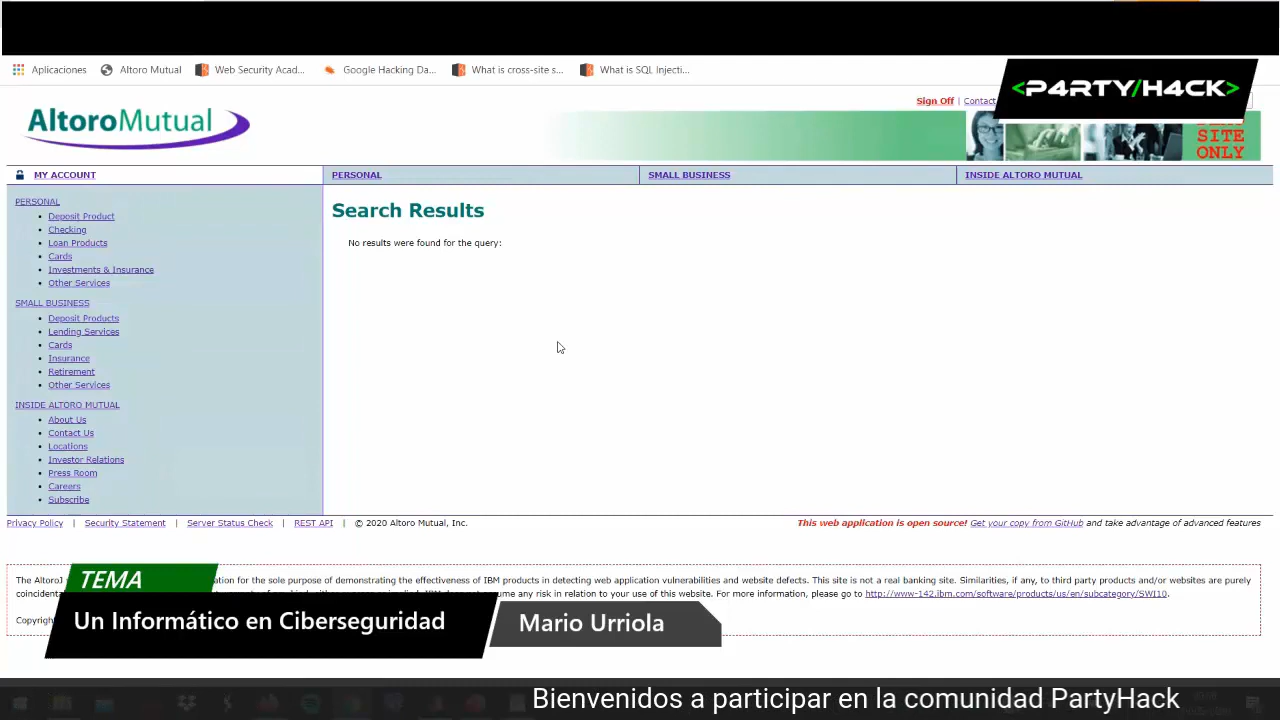 Aplicaciones
Altoro Mutual
Web Security Acad...
Google Hacking Da...
What is cross-site s...
What is SQL Injecti...
<P4RTY/H4CK>
AltoroMutual
Sign Off | Contact
SITE
ONLY
MY ACCOUNT
PERSONAL
SMALL BUSINESS
INSIDE ALTORO MUTUAL
PERSONAL
Deposit Product
Checking
Loan Products
Cards
Investments & Insurance
Other Services
SMALL BUSINESS
Deposit Products
Lending Services
Cards
Insurance
Retirement
Other Services
INSIDE ALTORO MUTUAL
About Us
Contact Us
Locations
Investor Relations
Press Room
Careers
Subscribe
Search Results
No results were found for the query:
Privacy Policy | Security Statement | Server Status Check | REST API | © 2020 Altoro Mutual, Inc.
This web application is open source! Get your copy from GitHub and take advantage of advanced features
The AltoroJ ation for the sole purpose of demonstrating the effectiveness of IBM products in detecting web application vulnerabilities and website defects. This site is not a real banking site. Similarities, if any, to third party products and/or websites are purely
coincidenta ume any risk in relation to your use of this website. For more information, please go to http://www-142.ibm.com/software/products/us/en/subcategory/SWI10.
Copyrig
TEMA
Un Informático en Ciberseguridad
Mario Urriola
Bienvenidos a participar en la comunidad PartyHack